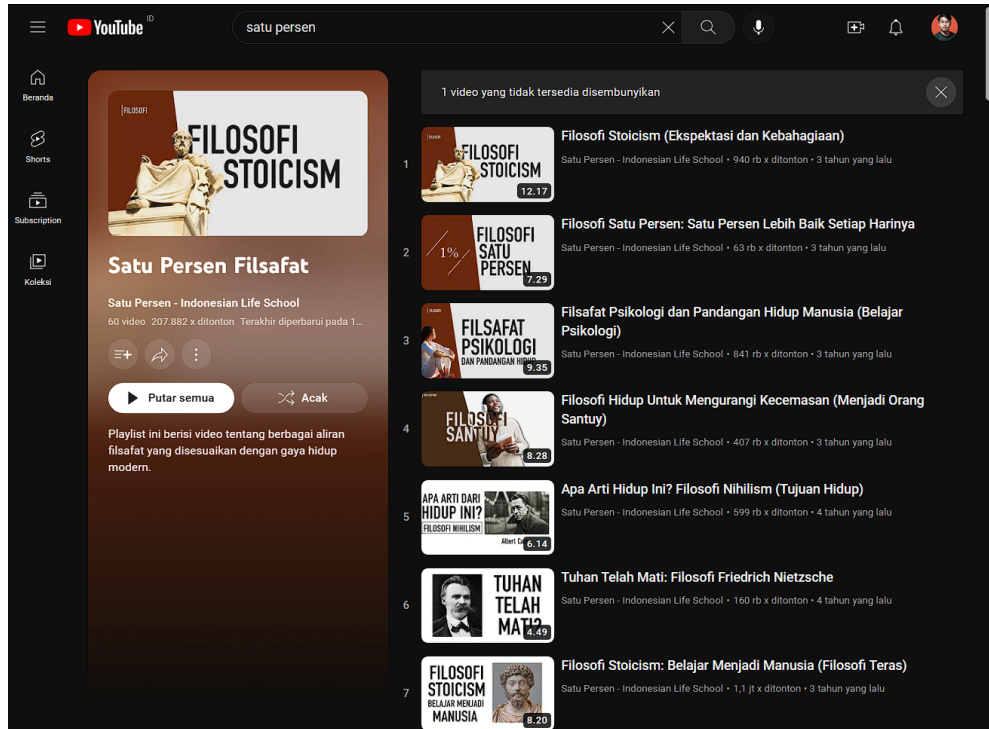 YouTube ID
satu persen
Beranda
Shorts
Subscription
Koleksi
FILOSOFI
FILOSOFI
STOICISM
Satu Persen Filsafat
Satu Persen - Indonesian Life School
60 video 207.882 x ditonton Terakhir diperbarui pada 1...
Putar semua
Acak
Playlist ini berisi video tentang berbagai aliran
filsafat yang disesuaikan dengan gaya hidup
modern.
1 video yang tidak tersedia disembunyikan
1
FILOSOFI
STOICISM
12.17
Filosofi Stoicism (Ekspektasi dan Kebahagiaan)
Satu Persen - Indonesian Life School • 940 rb x ditonton • 3 tahun yang lalu
2
1%
FILOSOFI
SATU
PERSEN
7.29
Filosofi Satu Persen: Satu Persen Lebih Baik Setiap Harinya
Satu Persen - Indonesian Life School • 63 rb x ditonton • 3 tahun yang lalu
3
FILSAFAT
PSIKOLOGI
DAN PANDANGAN HIDUP
9.35
Filsafat Psikologi dan Pandangan Hidup Manusia (Belajar
Psikologi)
Satu Persen - Indonesian Life School • 841 rb x ditonton • 3 tahun yang lalu
4
FILOSOFI
SANTUY
8.28
Filosofi Hidup Untuk Mengurangi Kecemasan (Menjadi Orang
Santuy)
Satu Persen - Indonesian Life School • 407 rb x ditonton • 3 tahun yang lalu
5
APA ARTI DARI
HIDUP INI?
FILOSOFI NIHILISM
Albert
6.14
Apa Arti Hidup Ini? Filosofi Nihilism (Tujuan Hidup)
Satu Persen - Indonesian Life School • 599 rb x ditonton • 4 tahun yang lalu
6
TUHAN
TELAH
MATI?
4.49
Tuhan Telah Mati: Filosofi Friedrich Nietzsche
Satu Persen - Indonesian Life School • 160 rb x ditonton • 4 tahun yang lalu
7
FILOSOFI
STOICISM
BELAJAR MENJADI
MANUSIA
8.20
Filosofi Stoicism: Belajar Menjadi Manusia (Filosofi Teras)
Satu Persen - Indonesian Life School • 1,1 jt x ditonton • 3 tahun yang lalu